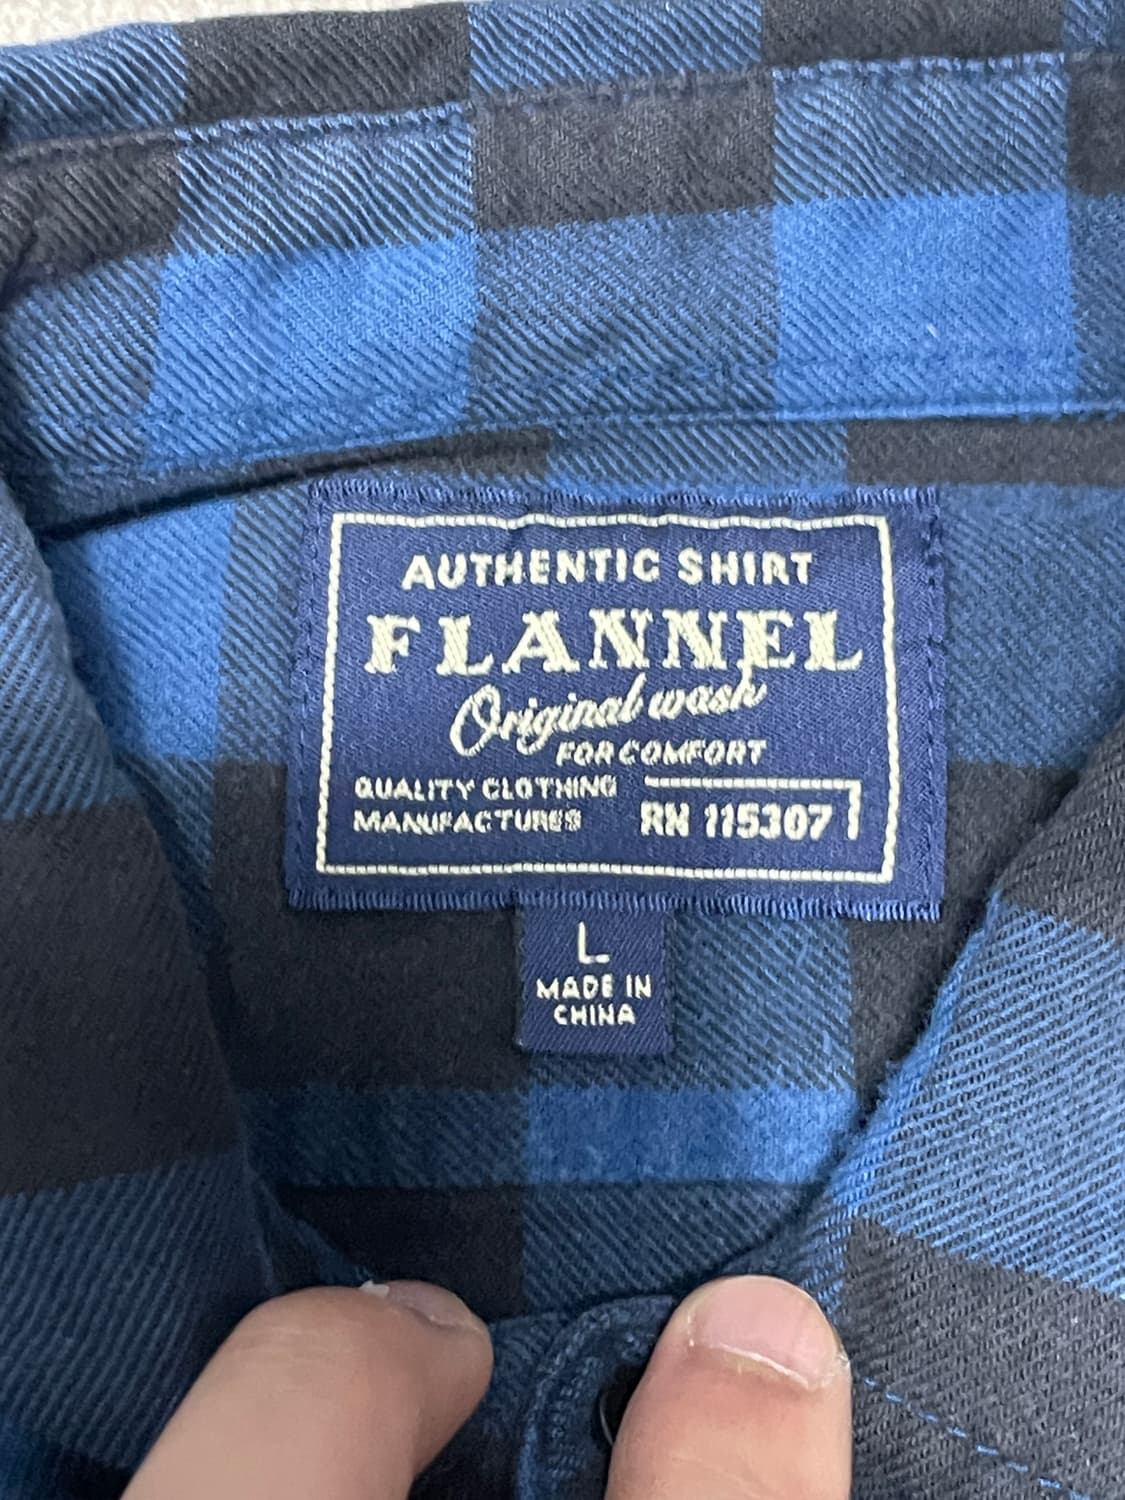 AUTHENTIC SHIRT
FLANNEL
Original wash
FOR COMFORT
QUALITY CLOTHING
MANUFACTURES
RN 115307
L
MADE IN
CHINA